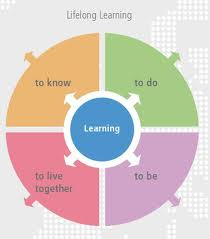 Lifelong Learning
to know
to do
Learning
to live
together
to be